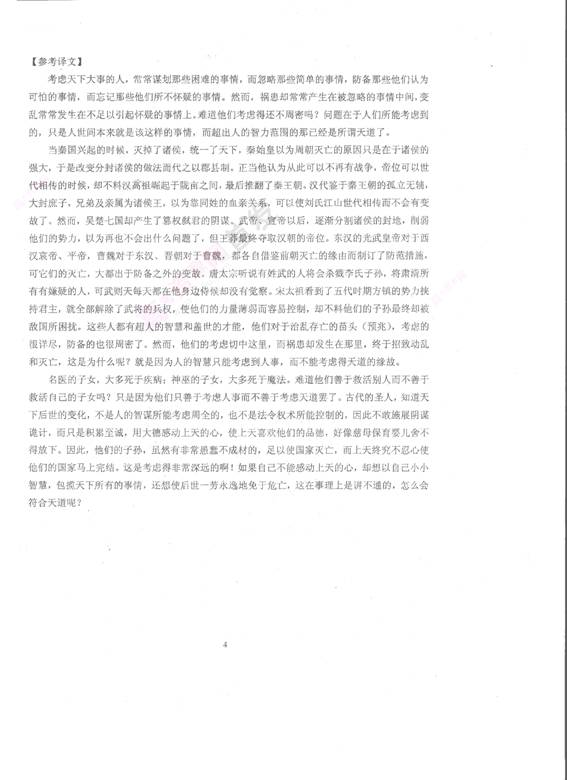 【参考译文】
考虑天下大事的人，常常谋划那些困难的事情，而忽略那些简单的事情，防备那些他们认为
可怕的事情，而忘记那些他们所不怀疑的事情。然而，祸患却常常产生在被忽略的事情中间，变
乱常常发生在不足以引起怀疑的事情上。难道他们考虑得还不周密吗？问题在于人们所能考虑到
的，只是人世间本来就是该这样的事情，而超出人的智力范围的那已经是所谓天道了。
当秦国兴起的时候，灭掉了诸侯，统一了天下。秦始皇以为周朝灭亡的原因只是在于诸侯的
强大，于是改变分封诸侯的做法而代之以郡县制。正当他认为从此可以不再有战争，帝位可以世
代相传的时候，却不料汉高祖崛起于陇亩之间，最后推翻了秦王朝。汉代鉴于秦王朝的孤立无辅，
大封庶子、兄弟及亲属为诸侯王，以为靠同姓的血亲关系，可以使刘氏江山世代相传而不会有变
故了。然而，吴楚七国却产生了篡权弑君的阴谋。武帝、宣帝以后，逐渐分割诸侯的封地，削弱
他们的势力，以为再也不会出什么问题了，但王莽最终夺取汉朝的帝位。东汉的光武皇帝对于西
汉哀帝、平帝，曹魏对于东汉、晋朝对于曹魏，都各自借鉴前朝灭亡的缘由而制订了防范措施，
可它们的灭亡，大都出于防备之外的变故。唐太宗听说有姓武的人将会杀戮李氏子孙，将肃清所
有有嫌疑的人，可武则天每天都在他身边侍候却没有觉察。宋太祖看到了五代时期方镇的势力挟
持君主，就全部解除了武将的兵权，使他们的力量薄弱而容易控制，却不料他们的子孙最终却被
敌国所困扰。这些人都有超人的智慧和盖世的才能，他们对于治乱存亡的苗头（预兆），考虑的
很详尽，防备的也很周密了。然而，他们的考虑切中这里，而祸患却发生在那里，终于招致动乱
和灭亡，这是为什么呢？就是因为人的智慧只能考虑到人事，而不能考虑得天道的缘故。
名医的子女，大多死于疾病；神巫的子女，大多死于魔法。难道他们善于救活别人而不善于
救活自己的子女吗？只是因为他们只善于考虑人事而不善于考虑天道罢了。古代的圣人，知道天
下后世的变化，不是人的智谋所能考虑周全的，也不是法令权术所能控制的，因此不敢施展阴谋
诡计，而只是积累至诚，用大德感动上天的心，使上天喜欢他们的品德，好像慈母保育婴儿舍不
得放下。因此，他们的子孙，虽然有非常愚蠢不成材的，足以使国家灭亡，而上天终究不忍心使
他们的国家马上完结。这是考虑得非常深远的啊！如果自己不能感动上天的心，却想以自己小小
智慧，包揽天下所有的事情，还想使后世一劳永逸地免于危亡，这在事理上是讲不通的，怎么会
符合天道呢？
4